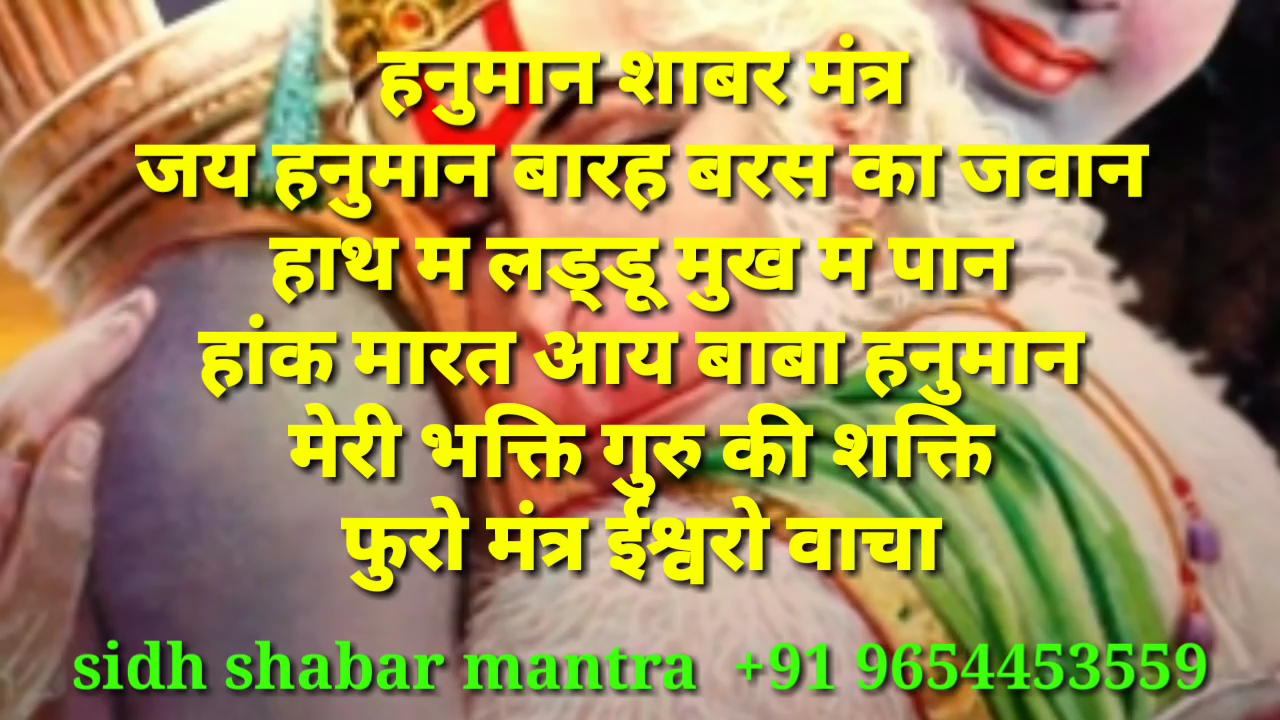 हनुमान शाबर मंत्र
जय हनुमान बारह बरस का जवान
हाथ म लड्डू मुख म पान
हांक मारत आय बाबा हनुमान
मेरी भक्ति गुरु की शक्ति
फुरो मंत्र ईश्वरो वाचा
sidh shabar mantra +91 9654453559